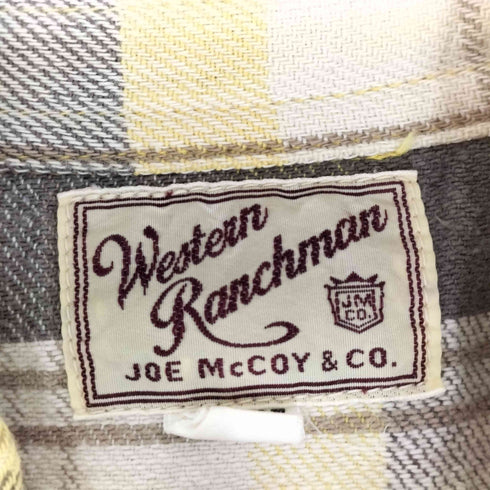 Western
Ranchman
JM
CO.
JOE McCOY & CO.